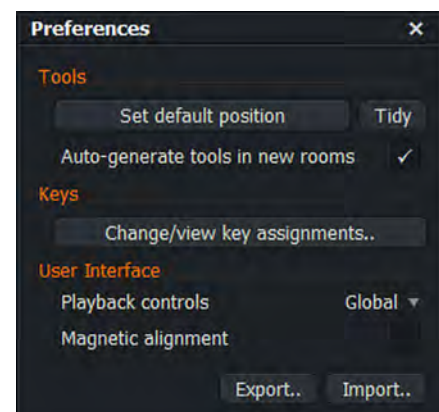 Preferences ×
Tools
Set default position Tidy
Auto-generate tools in new rooms ✓
Keys
Change/view key assignments..
User Interface
Playback controls Global ▼
Magnetic alignment
Export.. Import..